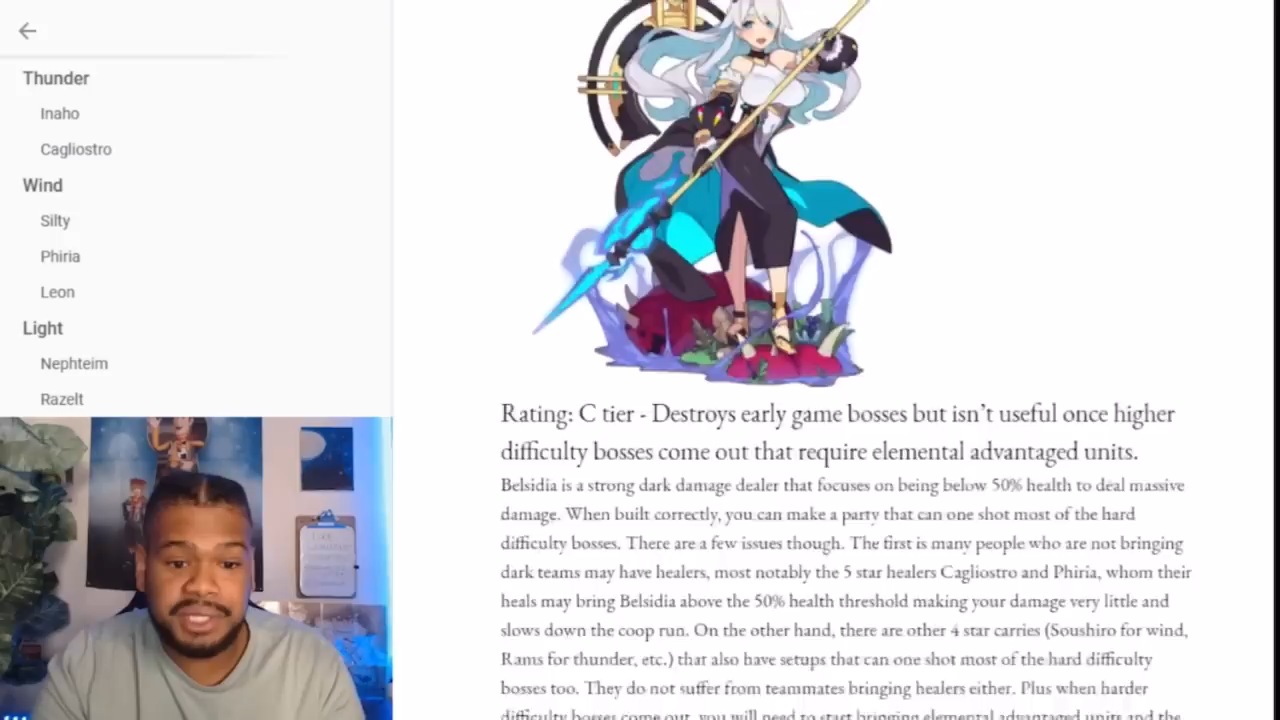 Thunder
Inaho
Cagliostro
Wind
Silty
Phiria
Leon
Light
Nephteim
Razelt
Rating: C tier - Destroys early game bosses but isn't useful once higher
difficulty bosses come out that require elemental advantaged units.
Belsidia is a strong dark damage dealer that focuses on being below 50% health to deal massive
damage. When built correctly, you can make a party that can one shot most of the hard
difficulty bosses. There are a few issues though. The first is many people who are not bringing
dark teams may have healers, most notably the 5 star healers Cagliostro and Phiria, whom their
heals may bring Belsidia above the 50% health threshold making your damage very little and
slows down the coop run. On the other hand, there are other 4 star carries (Soushiro for wind,
Rams for thunder, etc.) that also have setups that can one shot most of the hard difficulty
bosses too. They do not suffer from teammates bringing healers either. Plus when harder
difficulty bosses come out, you will need to start bringing elemental advantaged units and the